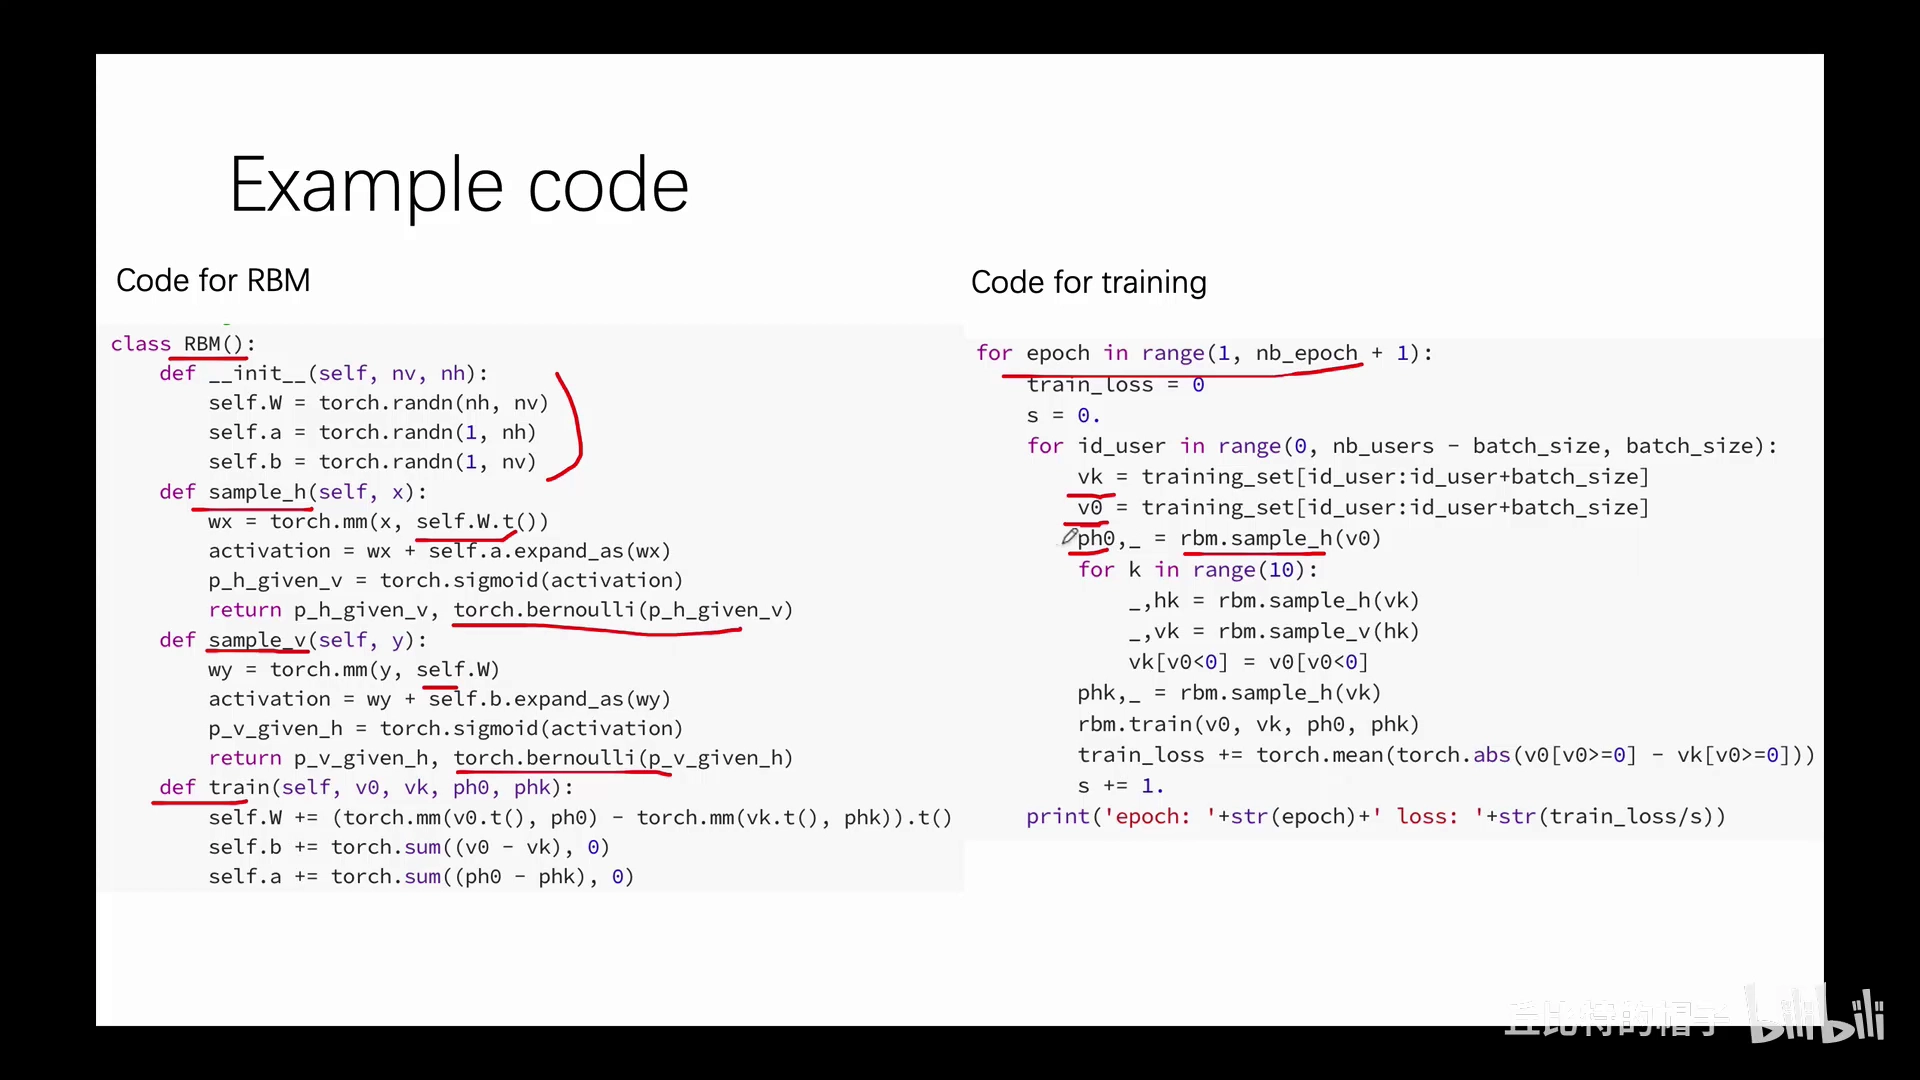 Example code
Code for RBM
class RBM():
    def __init__(self, nv, nh):
        self.W = torch.randn(nh, nv)
        self.a = torch.randn(1, nh)
        self.b = torch.randn(1, nv)
    def sample_h(self, x):
        wx = torch.mm(x, self.W.t())
        activation = wx + self.a.expand_as(wx)
        p_h_given_v = torch.sigmoid(activation)
        return p_h_given_v, torch.bernoulli(p_h_given_v)
    def sample_v(self, y):
        wy = torch.mm(y, self.W)
        activation = wy + self.b.expand_as(wy)
        p_v_given_h = torch.sigmoid(activation)
        return p_v_given_h, torch.bernoulli(p_v_given_h)
    def train(self, v0, vk, ph0, phk):
        self.W += (torch.mm(v0.t(), ph0) - torch.mm(vk.t(), phk)).t()
        self.b += torch.sum((v0 - vk), 0)
        self.a += torch.sum((ph0 - phk), 0)
Code for training
for epoch in range(1, nb_epoch + 1):
    train_loss = 0
    s = 0.
    for id_user in range(0, nb_users - batch_size, batch_size):
        vk = training_set[id_user:id_user+batch_size]
        v0 = training_set[id_user:id_user+batch_size]
        ph0,_ = rbm.sample_h(v0)
        for k in range(10):
            _,hk = rbm.sample_h(vk)
            _,vk = rbm.sample_v(hk)
            vk[v0<0] = v0[v0<0]
        phk,_ = rbm.sample_h(vk)
        rbm.train(v0, vk, ph0, phk)
        train_loss += torch.mean(torch.abs(v0[v0>=0] - vk[v0>=0]))
        s += 1.
    print('epoch: '+str(epoch)+' loss: '+str(train_loss/s))
丘比特的帽子 bilibili